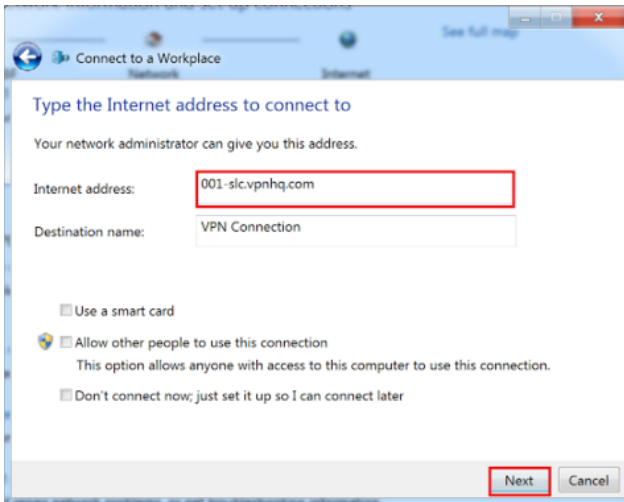 See full map
Connect to a Workplace
Network
Internet
Type the Internet address to connect to
Your network administrator can give you this address.
Internet address:
001-slc.vpnhq.com
Destination name:
VPN Connection
Use a smart card
Allow other people to use this connection
This option allows anyone with access to this computer to use this connection.
Don't connect now; just set it up so I can connect later
Next
Cancel